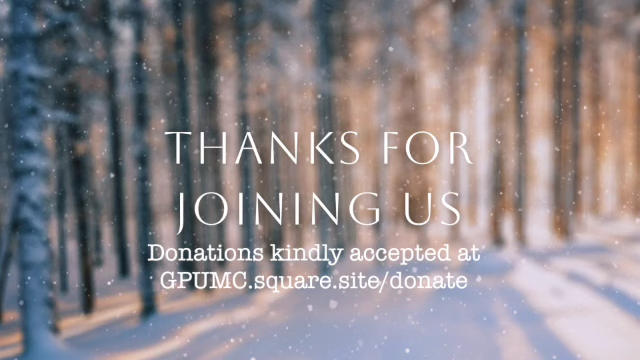 THANKS FOR
JOINING US
Donations kindly accepted at
GPUMC.square.site/donate